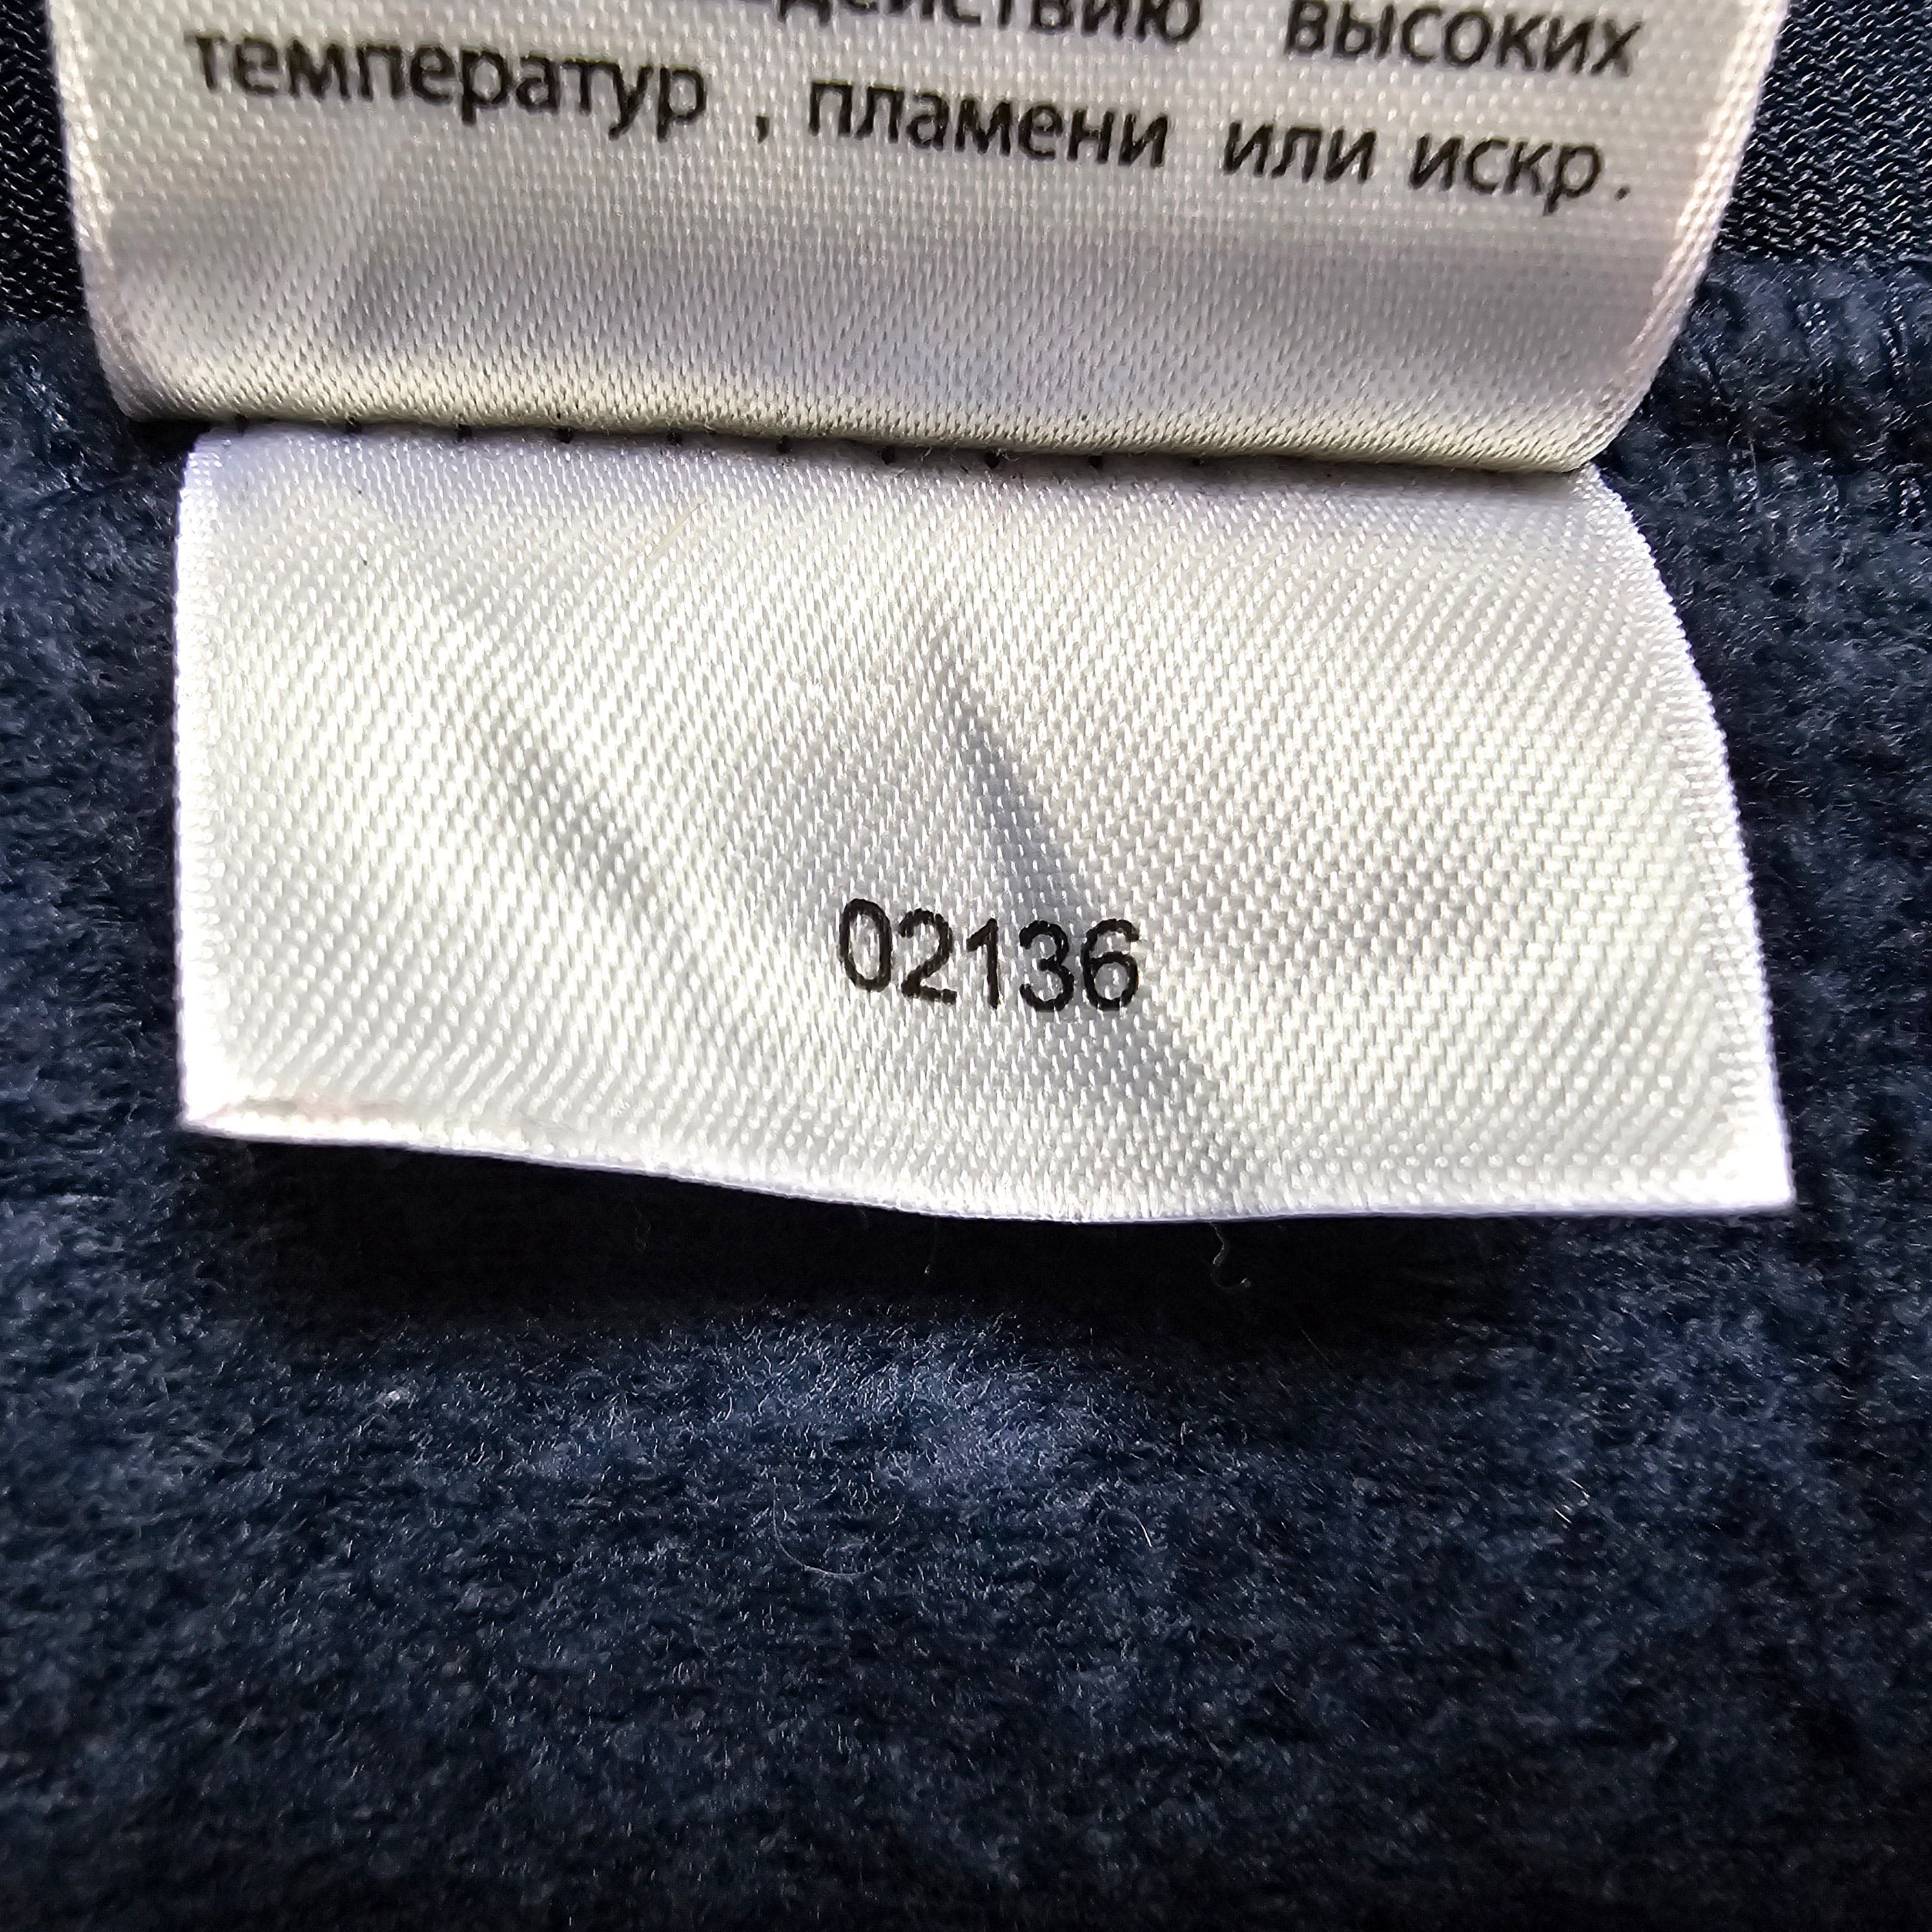 высоких
температур , пламени или искр.
02136